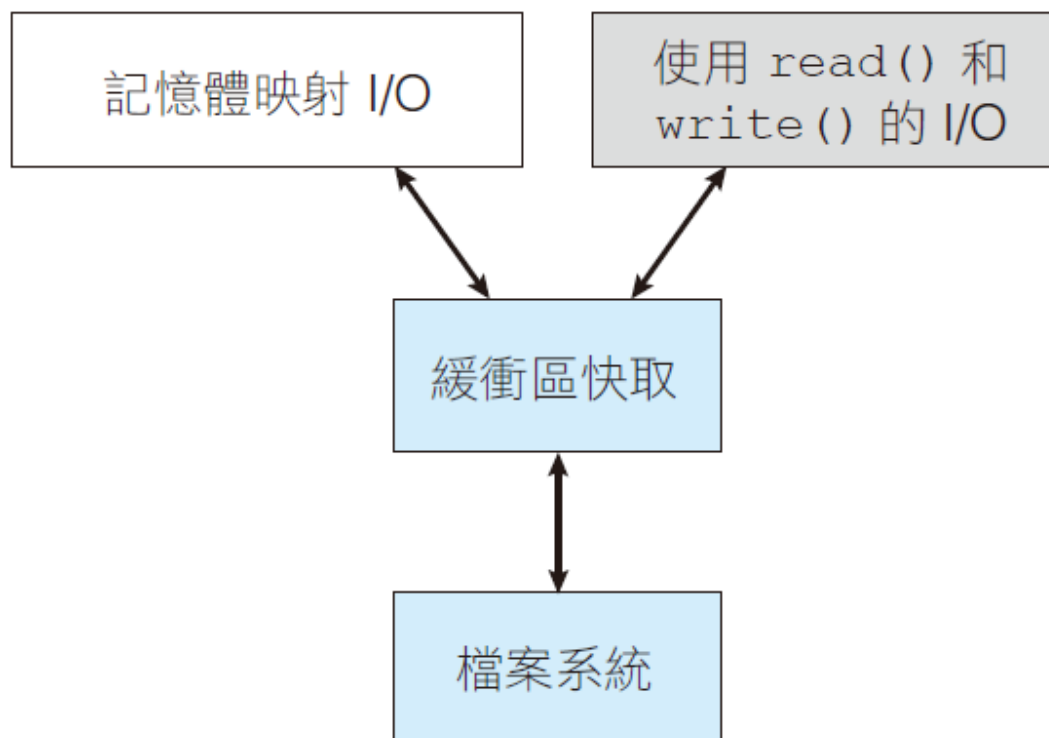 記憶體映射 I/O
使用 read() 和
write() 的 I/O
緩衝區快取
檔案系統